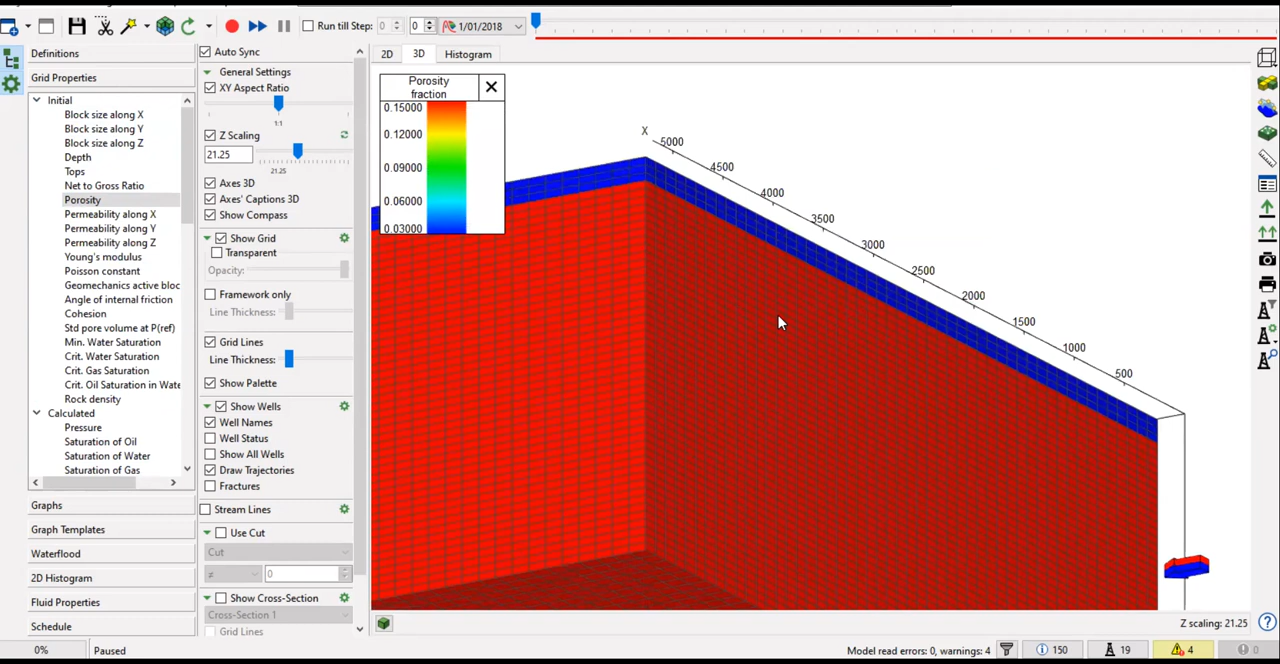 Run till Step: 0 0 1/01/2018
Definitions
Grid Properties
Initial
Block size along X
Block size along Y
Block size along Z
Depth
Tops
Net to Gross Ratio
Porosity
Permeability along X
Permeability along Y
Permeability along Z
Young's modulus
Poisson constant
Geomechanics active bloc
Angle of internal friction
Cohesion
Std pore volume at P(ref)
Min. Water Saturation
Crit. Water Saturation
Crit. Gas Saturation
Crit. Oil Saturation in Wate
Rock density
Calculated
Pressure
Saturation of Oil
Saturation of Water
Saturation of Gas
Graphs
Graph Templates
Waterflood
2D Histogram
Fluid Properties
Schedule
Auto Sync
General Settings
XY Aspect Ratio
1:1
Z Scaling
21.25
21.25
Axes 3D
Axes' Captions 3D
Show Compass
Show Grid
Transparent
Opacity:
Framework only
Line Thickness:
Grid Lines
Line Thickness:
Show Palette
Show Wells
Well Names
Well Status
Show All Wells
Draw Trajectories
Fractures
Stream Lines
Use Cut
Cut
≠ 0
Show Cross-Section
Cross-Section 1
Grid Lines
2D 3D Histogram
Porosity
fraction
0.15000
0.12000
0.09000
0.06000
0.03000
X
5000
4500
4000
3500
3000
2500
2000
1500
1000
500
Z scaling: 21.25
0% Paused
Model read errors: 0, warnings: 4 150 19 4 0